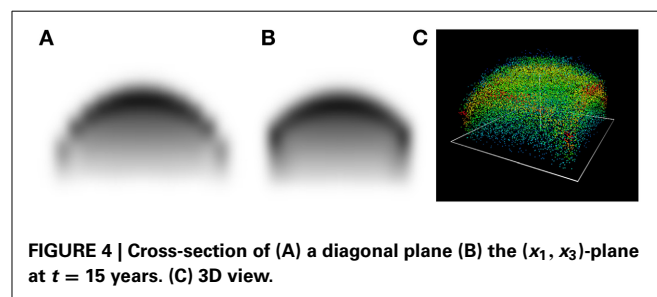 A B C
FIGURE 4 | Cross-section of (A) a diagonal plane (B) the (x₁, x₃)-plane
at t = 15 years. (C) 3D view.